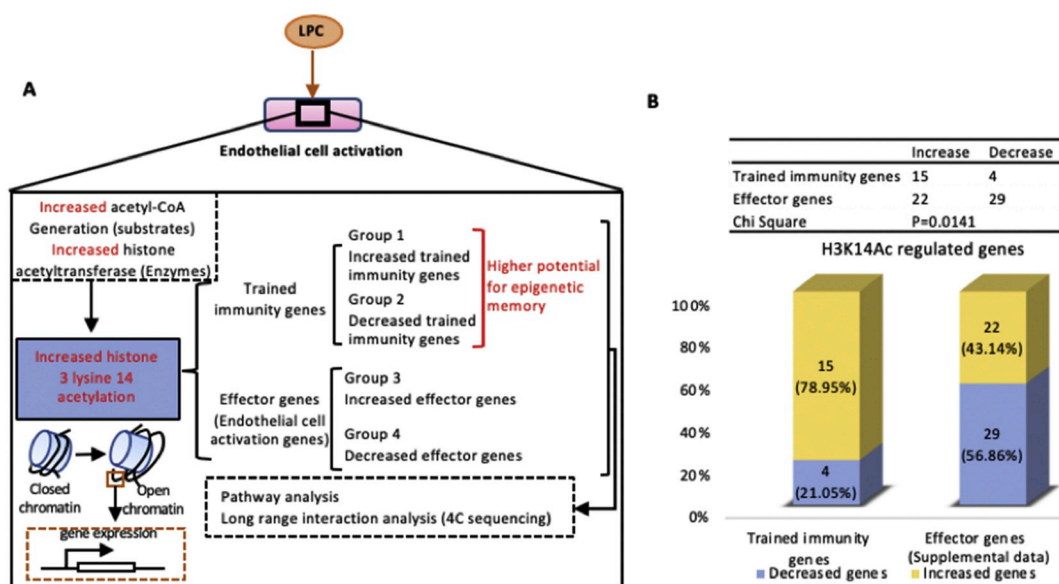 LPC
A
Endothelial cell activation
Increased acetyl-CoA
Generation (substrates)
Increased histone
acetyltransferase (Enzymes)
Increased histone
3 lysine 14
acetylation
Closed
chromatin
Open
chromatin
gene expression
Trained
immunity genes
Group 1
Increased trained
immunity genes
Group 2
Decreased trained
immunity genes
Higher potential
for epigenetic
memory
Effector genes
(Endothelial cell
activation genes)
Group 3
Increased effector genes
Group 4
Decreased effector genes
Pathway analysis
Long range interaction analysis (4C sequencing)
B
Increase Decrease
Trained immunity genes 15 4
Effector genes 22 29
Chi Square P=0.0141
H3K14Ac regulated genes
100%
80%
60%
40%
20%
0%
15
(78.95%)
4
(21.05%)
22
(43.14%)
29
(56.86%)
Trained immunity
genes
Effector genes
(Supplemental data)
Decreased genes
Increased genes